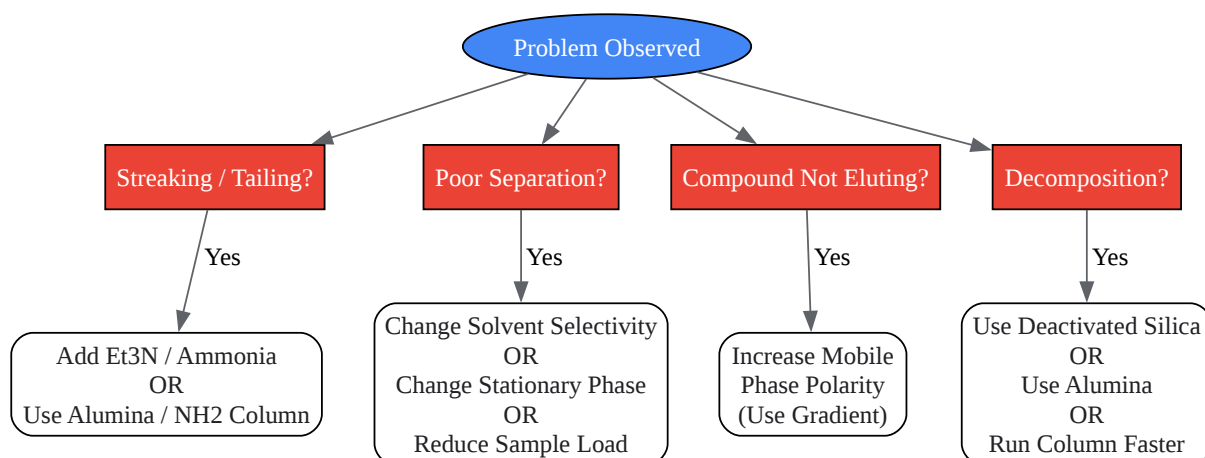 Problem Observed
Streaking / Tailing?
Poor Separation?
Compound Not Eluting?
Decomposition?
Yes
Yes
Yes
Yes
Add Et3N / Ammonia
OR
Use Alumina / NH2 Column
Change Solvent Selectivity
OR
Change Stationary Phase
OR
Reduce Sample Load
Increase Mobile
Phase Polarity
(Use Gradient)
Use Deactivated Silica
OR
Use Alumina
OR
Run Column Faster